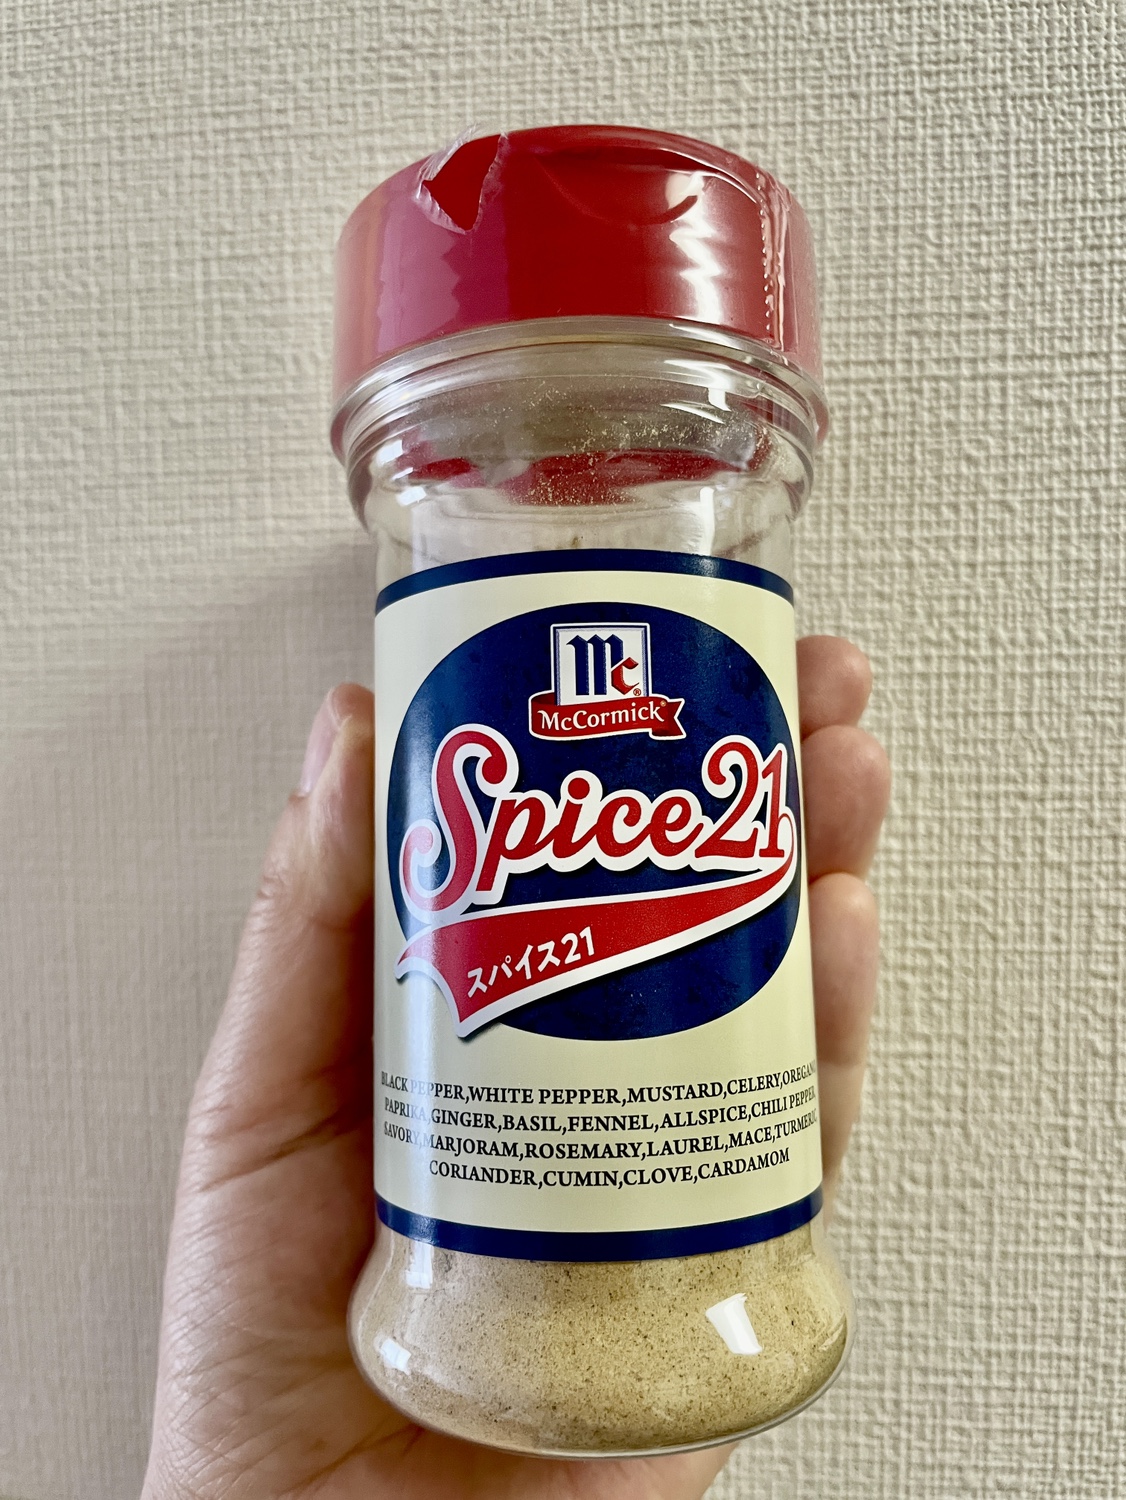 Mc®
McCormick®
Spice21
スパイス21
BLACK PEPPER,WHITE PEPPER,MUSTARD,CELERY,OREGANO
PAPRIKA,GINGER,BASIL,FENNEL,ALLSPICE,CHILI PEPPER,
SAVORY,MARJORAM,ROSEMARY,LAUREL,MACE,TURMERIC,
CORIANDER,CUMIN,CLOVE,CARDAMOM